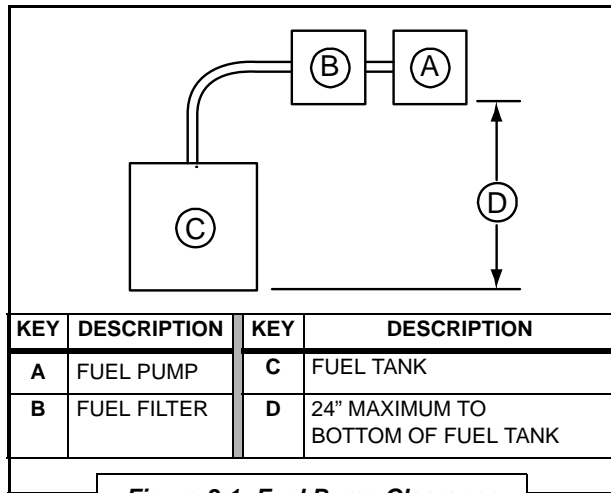 B
A
C
D
KEY DESCRIPTION KEY DESCRIPTION
A FUEL PUMP C FUEL TANK
B FUEL FILTER D 24” MAXIMUM TO
BOTTOM OF FUEL TANK